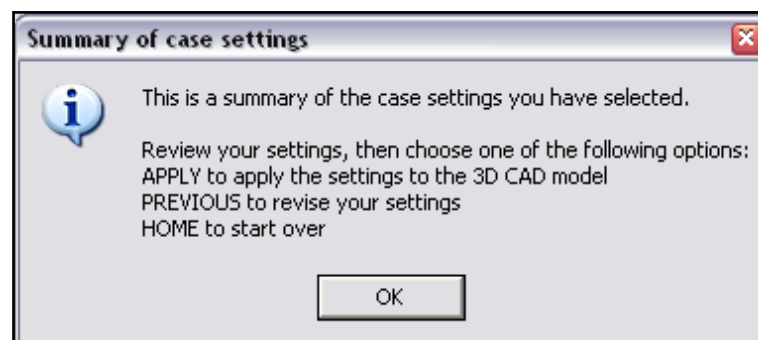 Summary of case settings
This is a summary of the case settings you have selected.
Review your settings, then choose one of the following options:
APPLY to apply the settings to the 3D CAD model
PREVIOUS to revise your settings
HOME to start over
OK